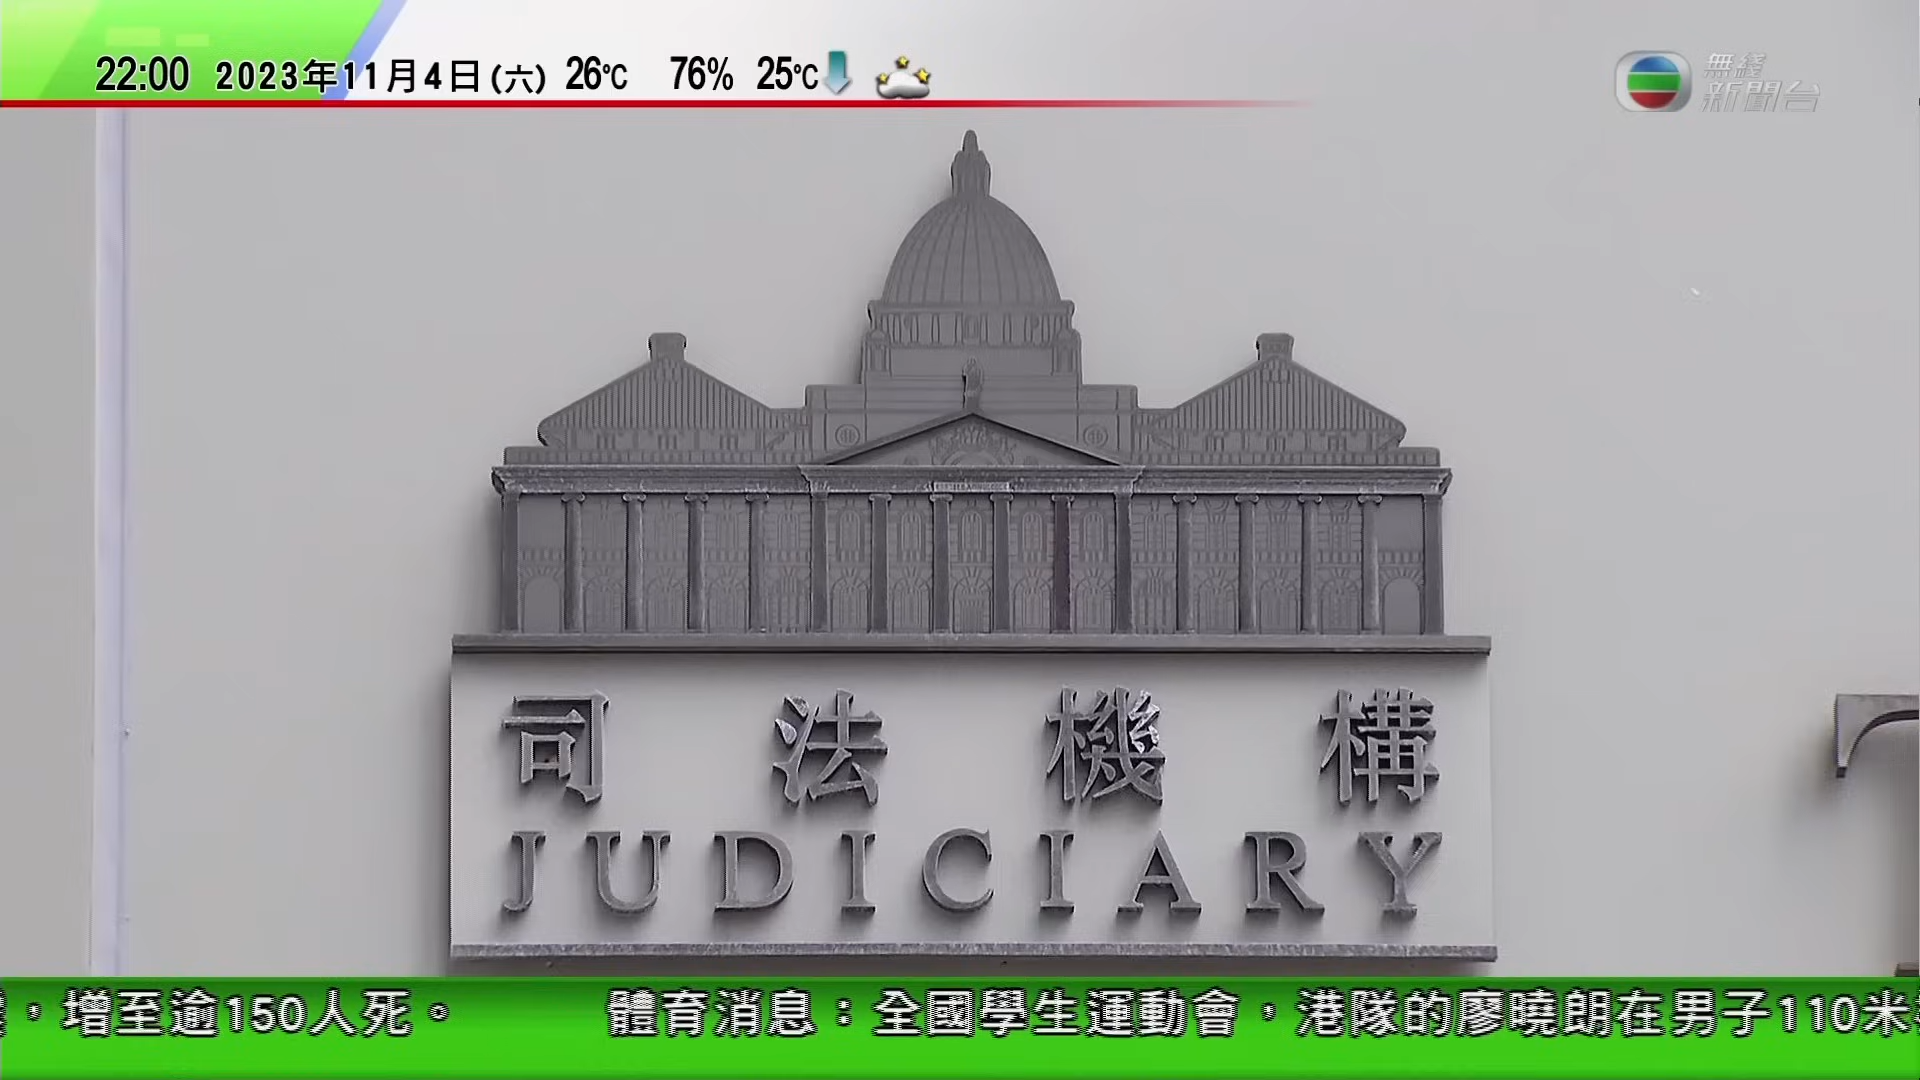 22:00 2023年11月4日(六) 26℃ 76% 25℃
無綫
新聞台
司法機構
JUDICIARY
，增至逾150人死。 體育消息：全國學生運動會，港隊的廖曉朗在男子110米